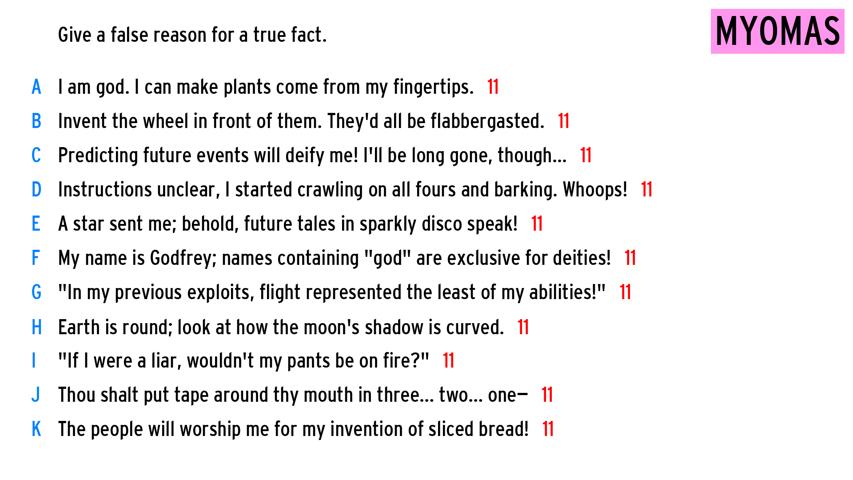 Give a false reason for a true fact.
MYOMAS
A I am god. I can make plants come from my fingertips. 11
B Invent the wheel in front of them. They'd all be flabbergasted. 11
C Predicting future events will deify me! I'll be long gone, though... 11
D Instructions unclear, I started crawling on all fours and barking. Whoops! 11
E A star sent me; behold, future tales in sparkly disco speak! 11
F My name is Godfrey; names containing "god" are exclusive for deities! 11
G "In my previous exploits, flight represented the least of my abilities!" 11
H Earth is round; look at how the moon's shadow is curved. 11
I "If I were a liar, wouldn't my pants be on fire?" 11
J Thou shalt put tape around thy mouth in three... two... one— 11
K The people will worship me for my invention of sliced bread! 11